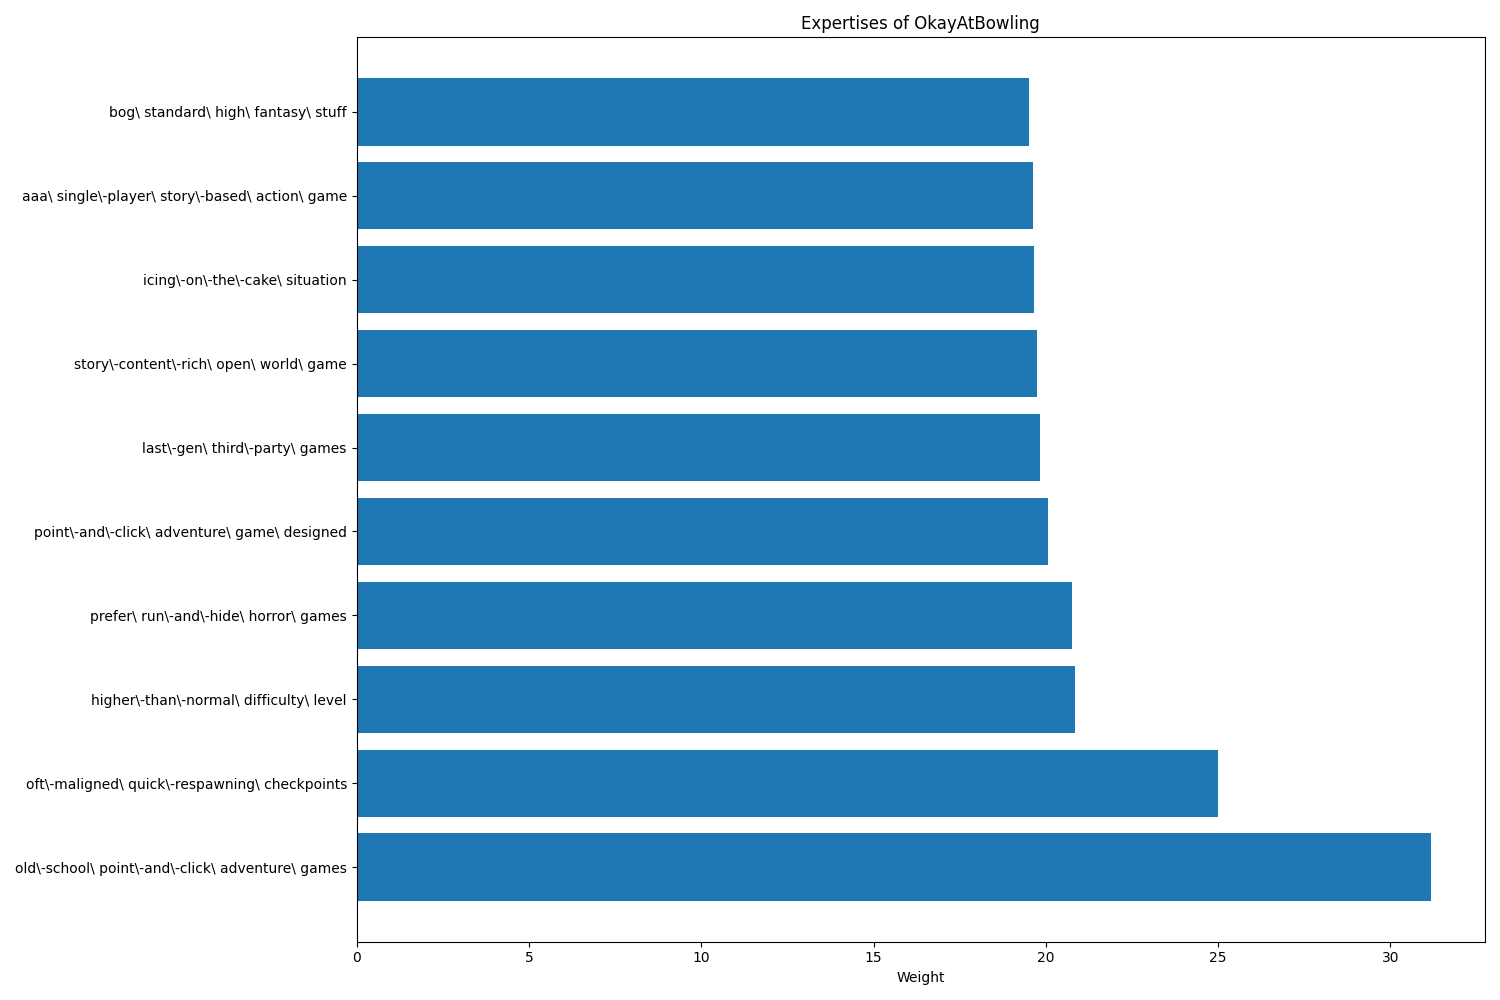 Expertises of OkayAtBowling
bog\ standard\ high\ fantasy\ stuff
aaa\ single\-player\ story\-based\ action\ game
icing\-on\-the\-cake\ situation
story\-content\-rich\ open\ world\ game
last\-gen\ third\-party\ games
point\-and\-click\ adventure\ game\ designed
prefer\ run\-and\-hide\ horror\ games
higher\-than\-normal\ difficulty\ level
oft\-maligned\ quick\-respawning\ checkpoints
old\-school\ point\-and\-click\ adventure\ games
0 5 10 15 20 25 30
Weight